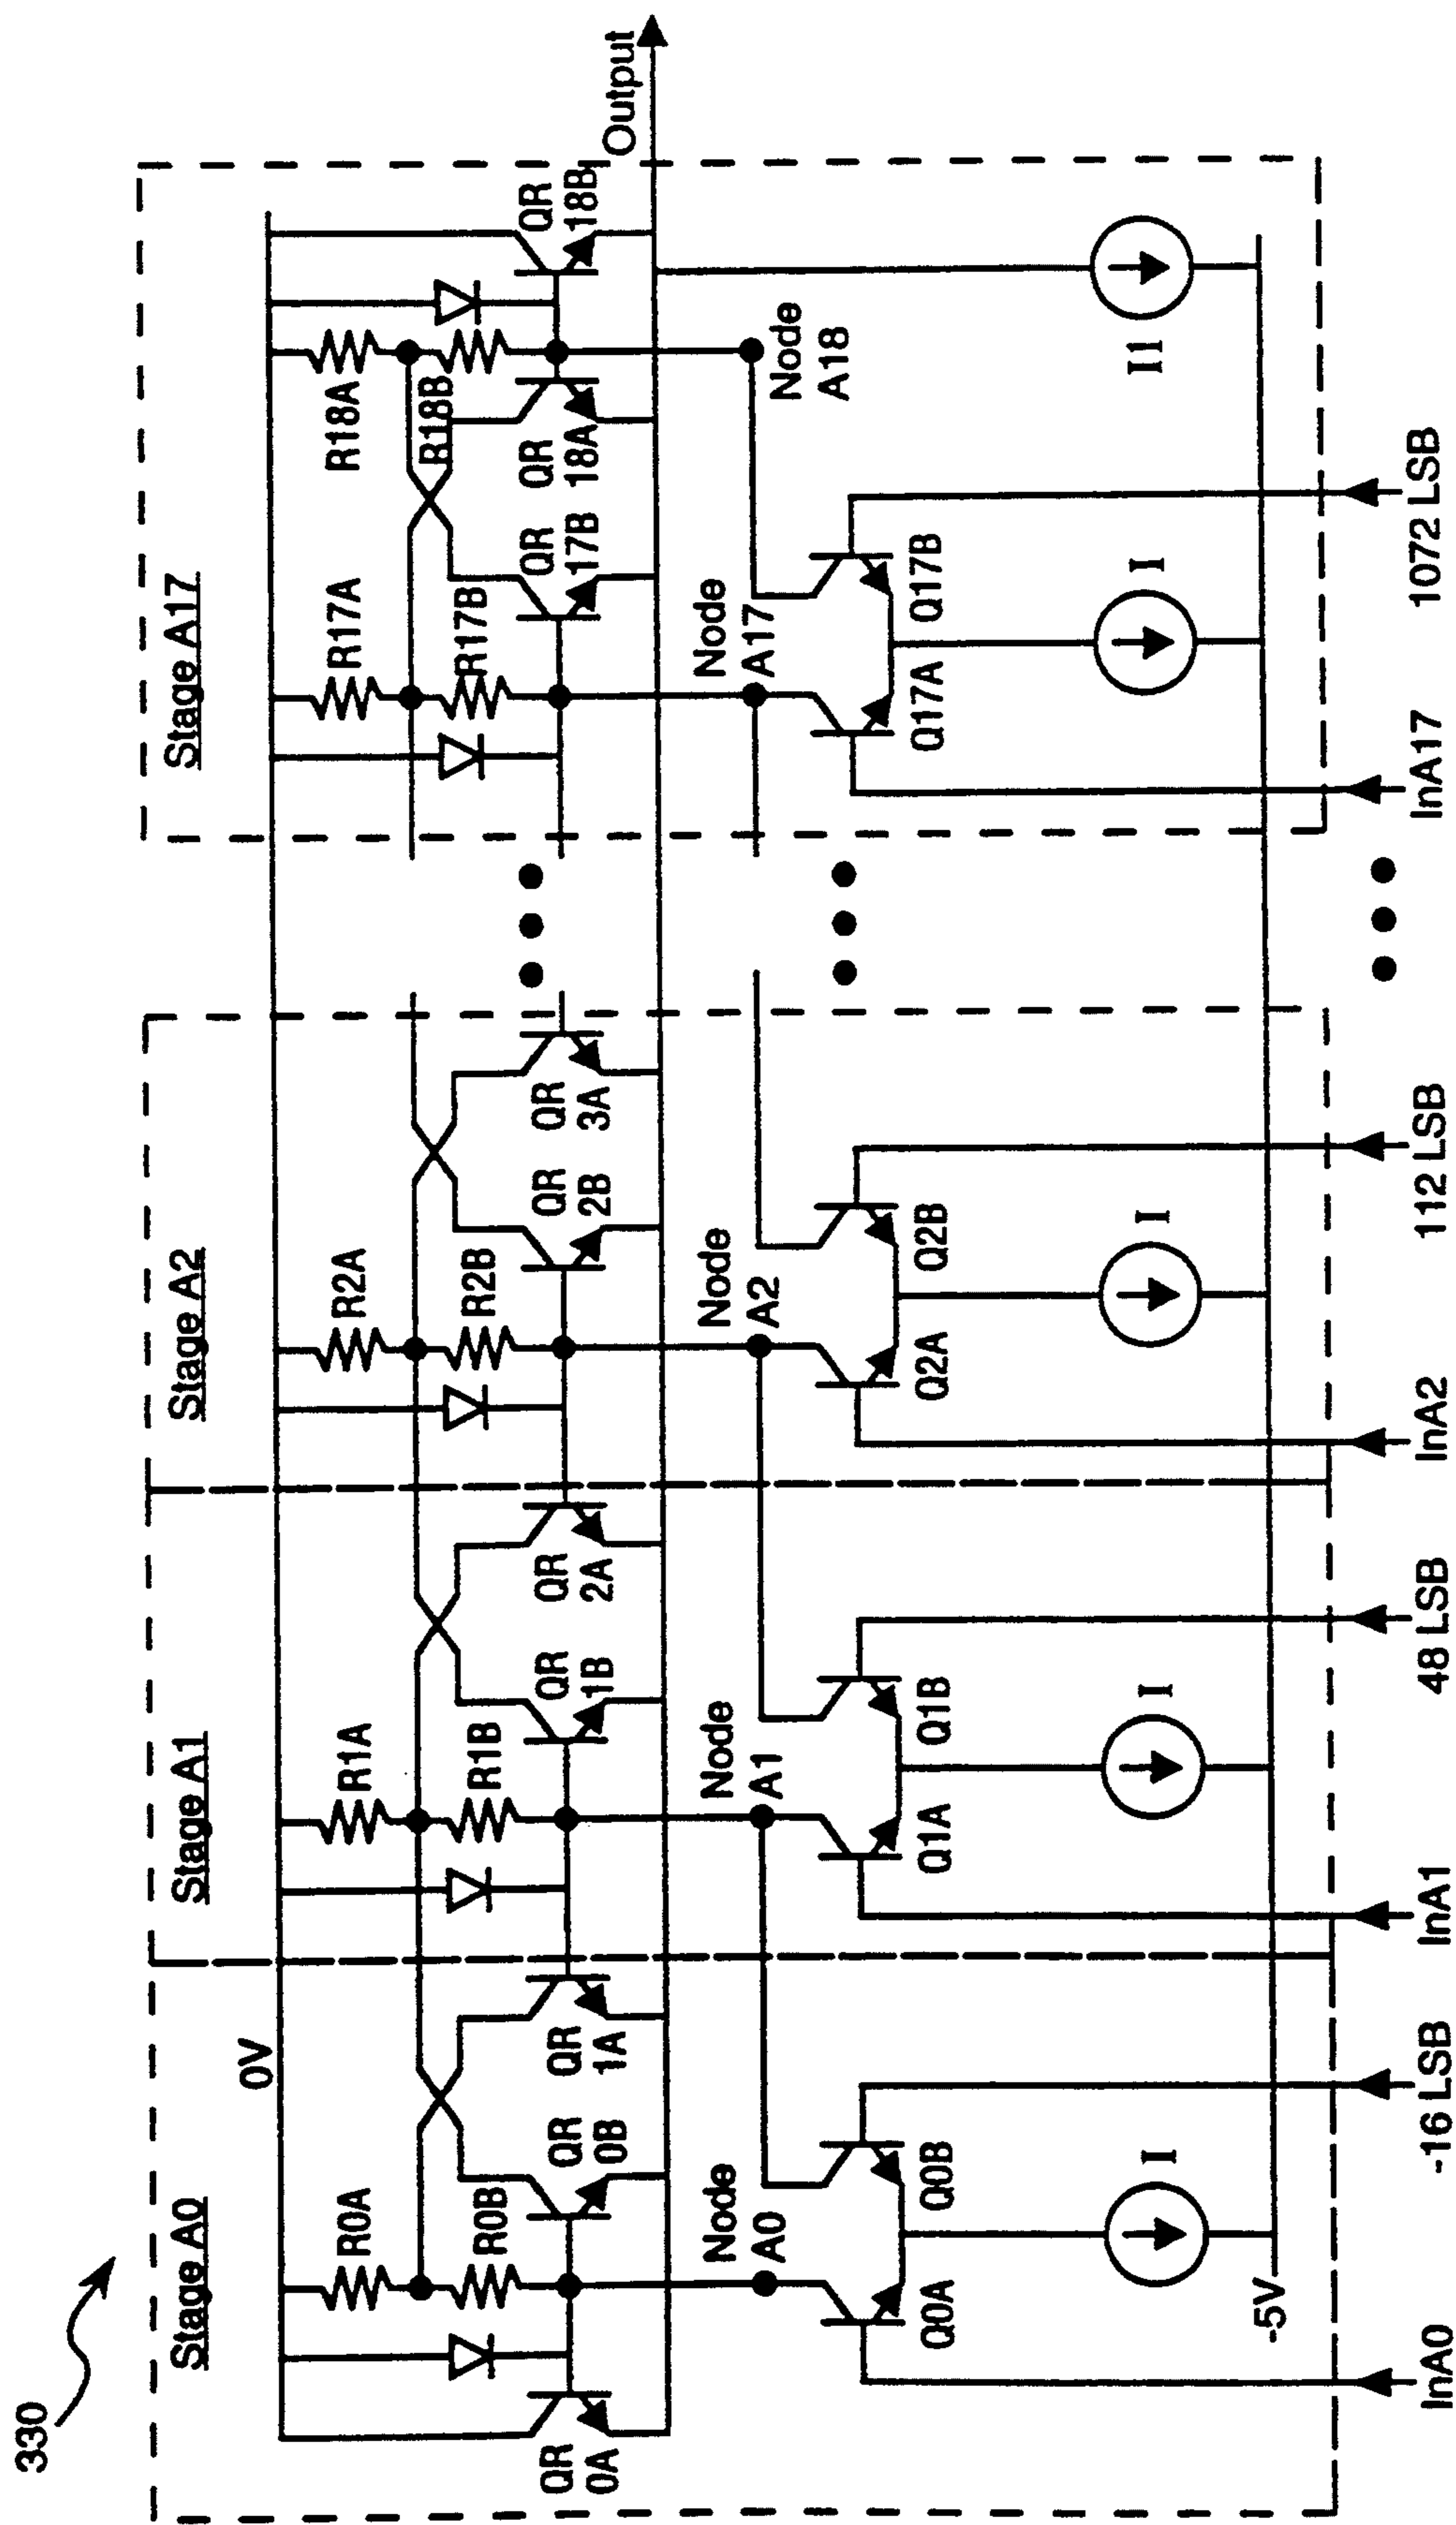 330
Stage A0
Stage A1
Stage A2
Stage A17
0V
R0A
R1A
R2A
R17A
R18A
R0B
R1B
R2B
R17B
R18B
QR
0A
QR
0B
QR
1A
QR
1B
QR
2A
QR
2B
QR
3A
QR
17B
QR
18A
QR
18B
Output
Node
A0
Node
A1
Node
A2
Node
A17
Node
A18
Q0A
Q0B
Q1A
Q1B
Q2A
Q2B
Q17A
Q17B
I
I
I
I
I1
-5V
InA0
-16 LSB
InA1
48 LSB
InA2
112 LSB
InA17
1072 LSB